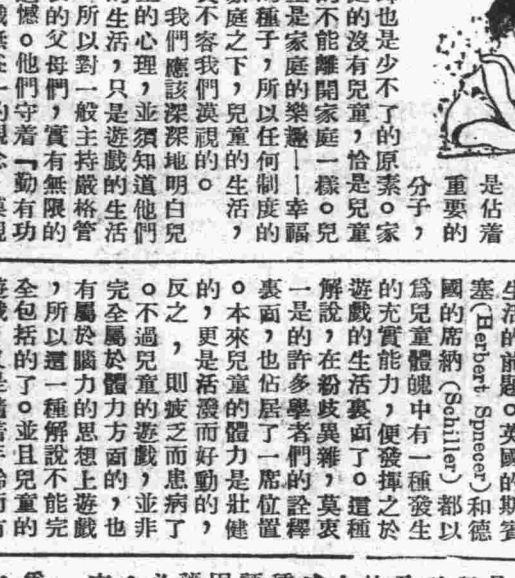 是佔着
重要的
分子，
也是少不了的原素。家
庭的沒有兒童，恰是兒童
的不能離開家庭一樣。兒
童是家庭的樂趣——幸福
的種子，所以任何制度的
家庭之下，兒童的生活，
不容我們漠視的。
我們應該深深地明白兒
童的心理，並須知道他們
的生活，只是遊戲的生活
所以對一般主持嚴格管
的父母們，實有無限的
憾。他們守着『勤有功
生活的前題。英國的斯賓
塞(Herbert Spneeer)和德
國的席納(Schiller)都以
爲兒童體魄中有一種發生
的充實能力，便發揮之於
遊戲的生活裏面了。這種
解說，在紛歧異雜，莫衷
一是的許多學者們的詮釋
裏面，也佔居了一席位置
。本來兒童的體力是壯健
的，更是活潑而好動的，
反之，則疲乏而患病了
。不過兒童的遊戲，並非
完全屬於體力方面的，也
有屬於腦力的思想上遊戲
，所以這一種解說不能完
全包括的了。並且兒童的